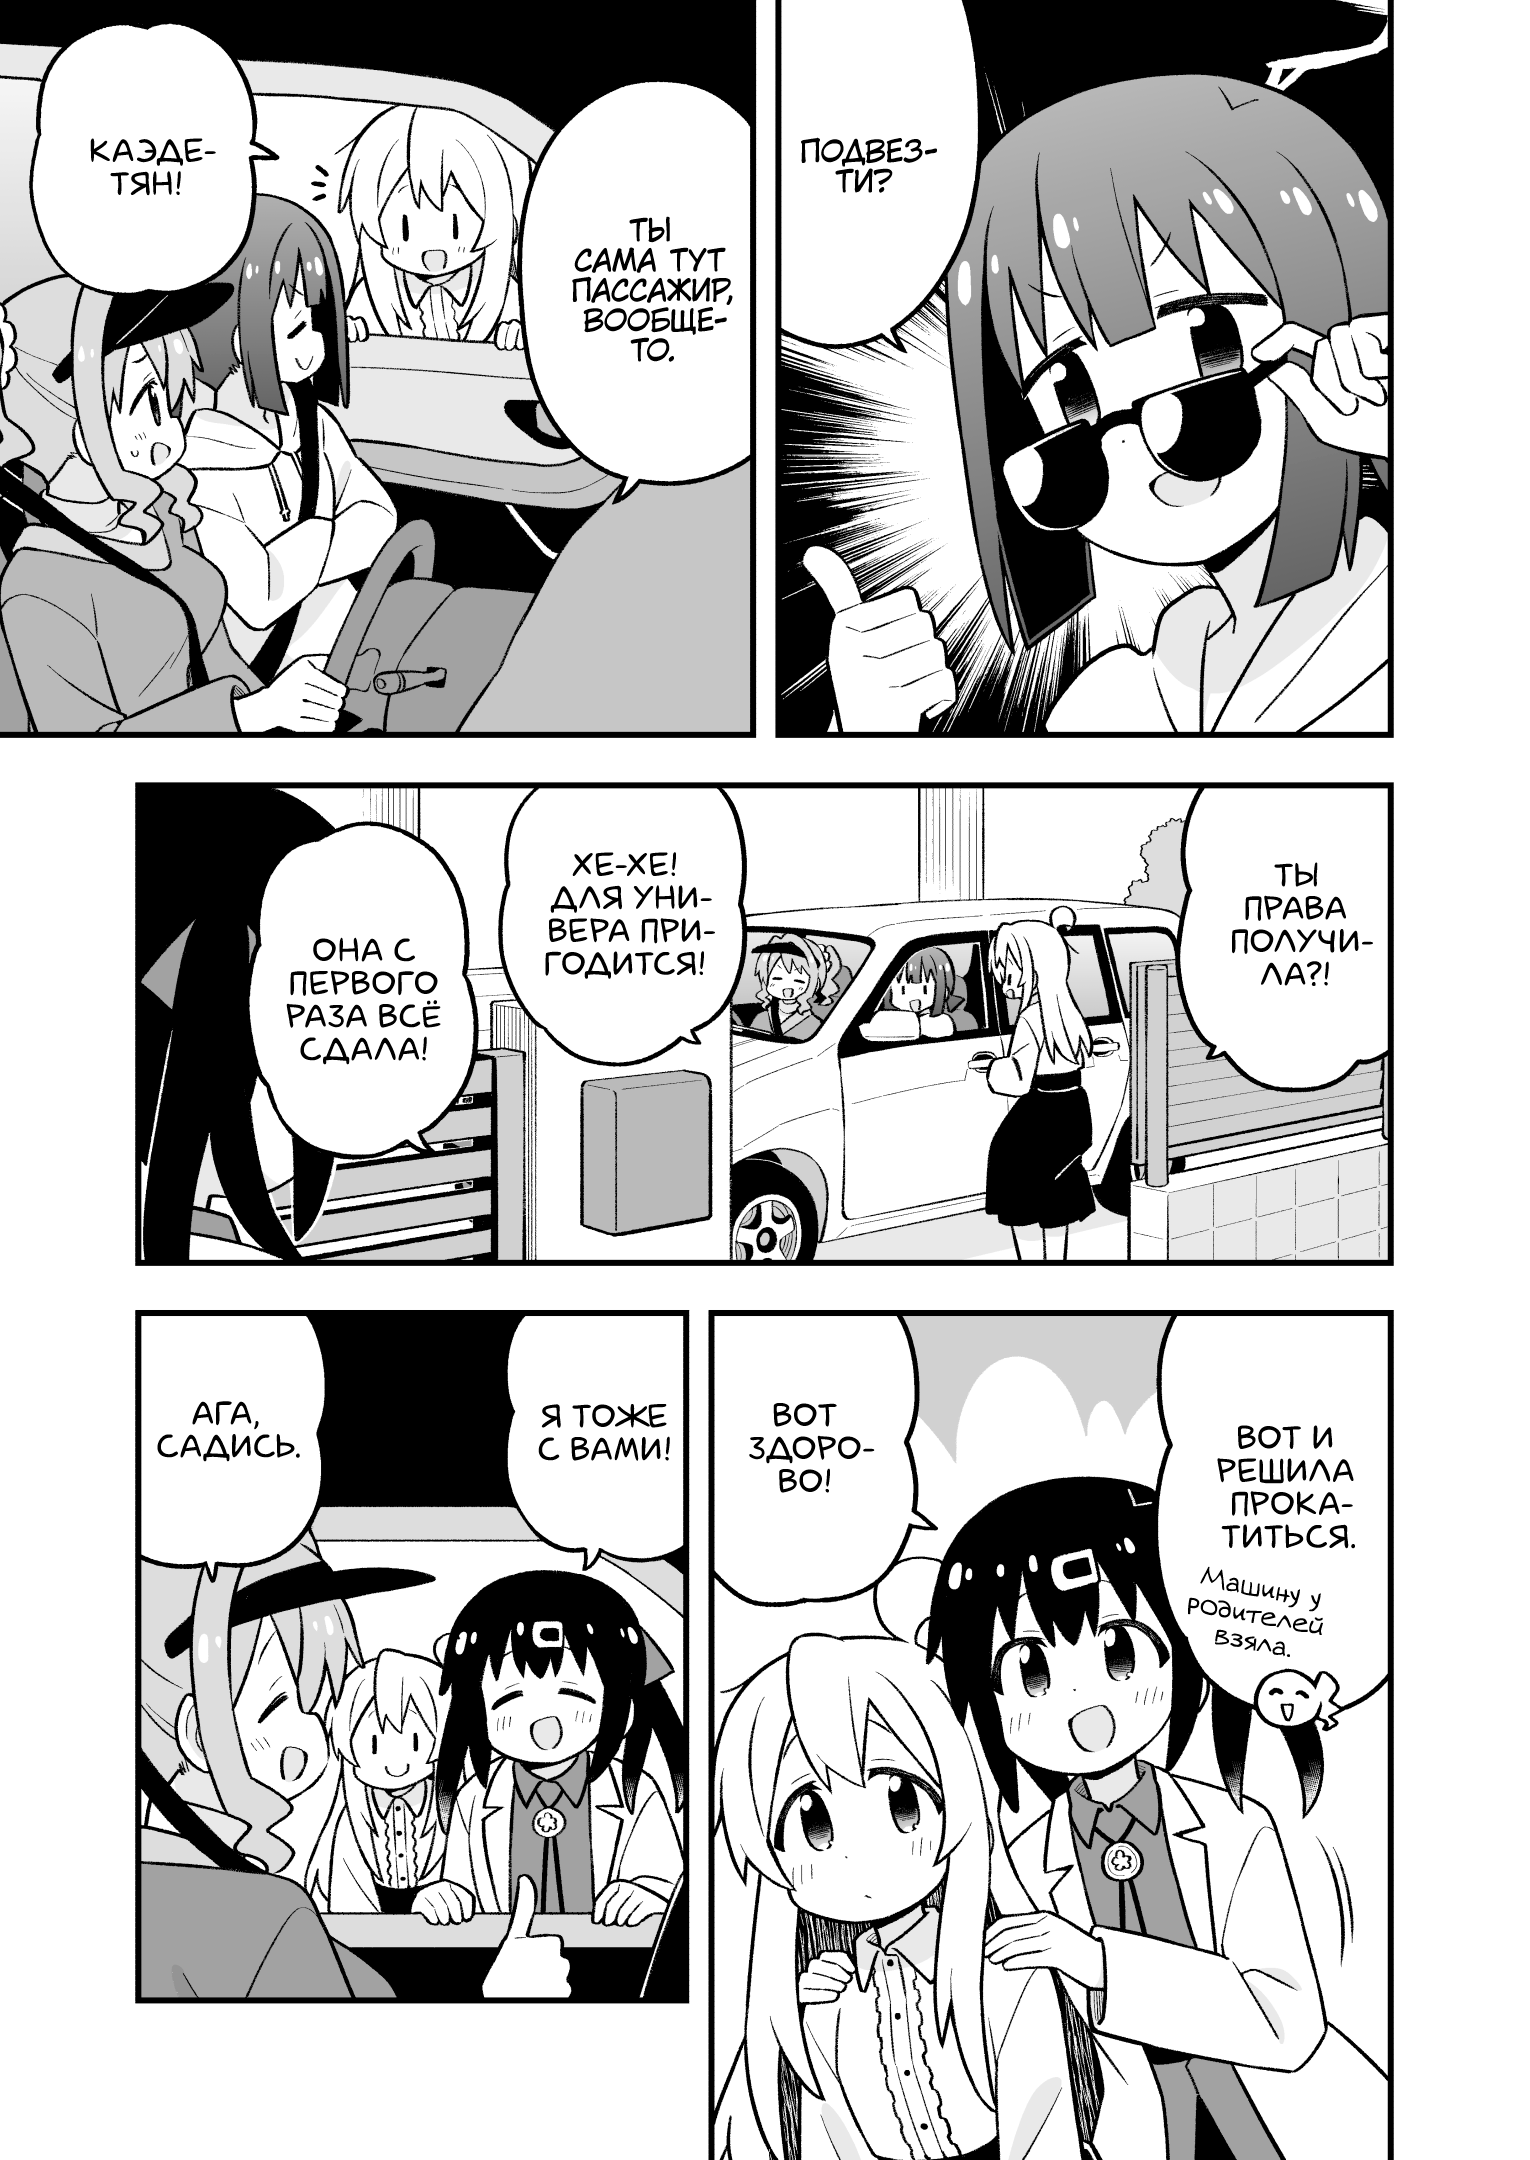 ПОДВЕЗ-
ТИ?
ТЫ
САМА ТУТ
ПАССАЖИР,
ВООБЩЕ-
ТО.
КАЭДЕ-
ТЯН!
ТЫ
ПРАВА
ПОЛУЧИ-
ЛА?!
ХЕ-ХЕ!
ДЛЯ УНИ-
ВЕРА ПРИ-
ГОДИТСЯ!
ОНА С
ПЕРВОГО
РАЗА ВСЁ
СДАЛА!
ВОТ И
РЕШИЛА
ПРОКА-
ТИТЬСЯ.
Машину у
родителей
взяла.
ВОТ
ЗДОРО-
ВО!
Я ТОЖЕ
С ВАМИ!
АГА,
САДИСЬ.